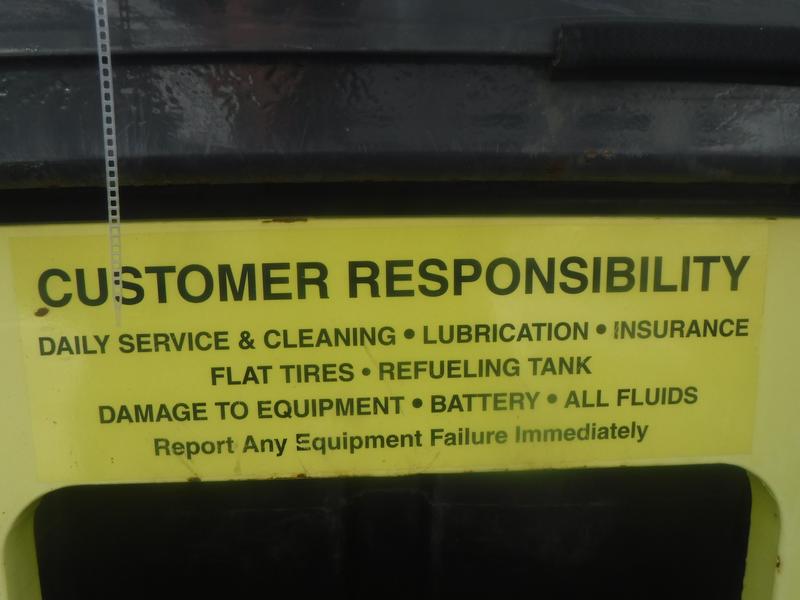 CUSTOMER RESPONSIBILITY
DAILY SERVICE & CLEANING • LUBRICATION • INSURANCE
FLAT TIRES • REFUELING TANK
DAMAGE TO EQUIPMENT • BATTERY • ALL FLUIDS
Report Any Equipment Failure Immediately